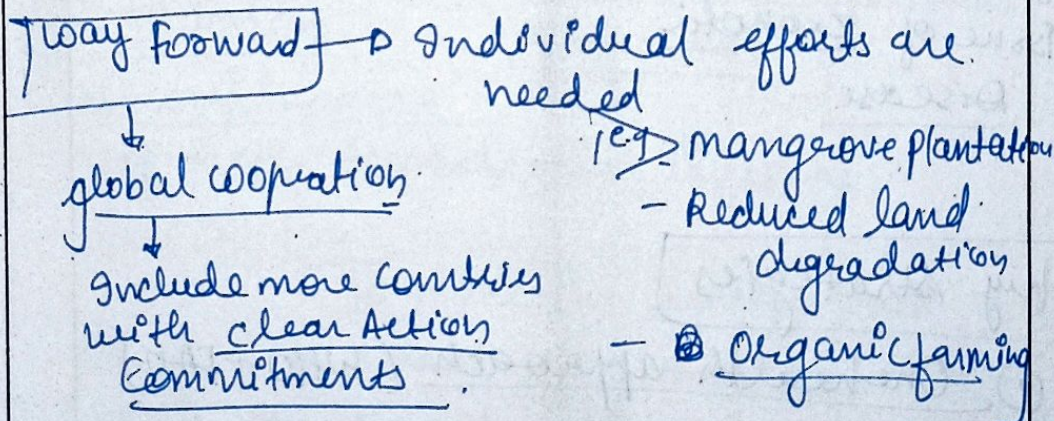 Way forward → Individual efforts are
needed
e.g. mangrove plantation
- Reduced land
degradation
- Organic farming
↓
global cooperation
↓
Include more countries
with clear Action
Commitments.